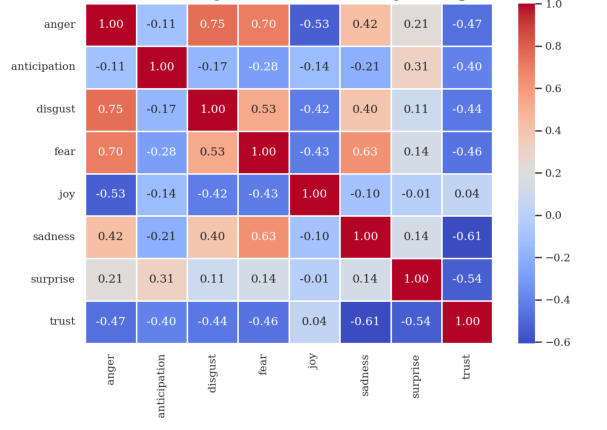 anger 1.00 -0.11 0.75 0.70 -0.53 0.42 0.21 -0.47
anticipation -0.11 1.00 -0.17 -0.28 -0.14 -0.21 0.31 -0.40
disgust 0.75 -0.17 1.00 0.53 -0.42 0.40 0.11 -0.44
fear 0.70 -0.28 0.53 1.00 -0.43 0.63 0.14 -0.46
joy -0.53 -0.14 -0.42 -0.43 1.00 -0.10 -0.01 0.04
sadness 0.42 -0.21 0.40 0.63 -0.10 1.00 0.14 -0.61
surprise 0.21 0.31 0.11 0.14 -0.01 0.14 1.00 -0.54
trust -0.47 -0.40 -0.44 -0.46 0.04 -0.61 -0.54 1.00
anger
anticipation
disgust
fear
joy
sadness
surprise
trust
1.0
0.8
0.6
0.4
0.2
0.0
−0.2
−0.4
−0.6